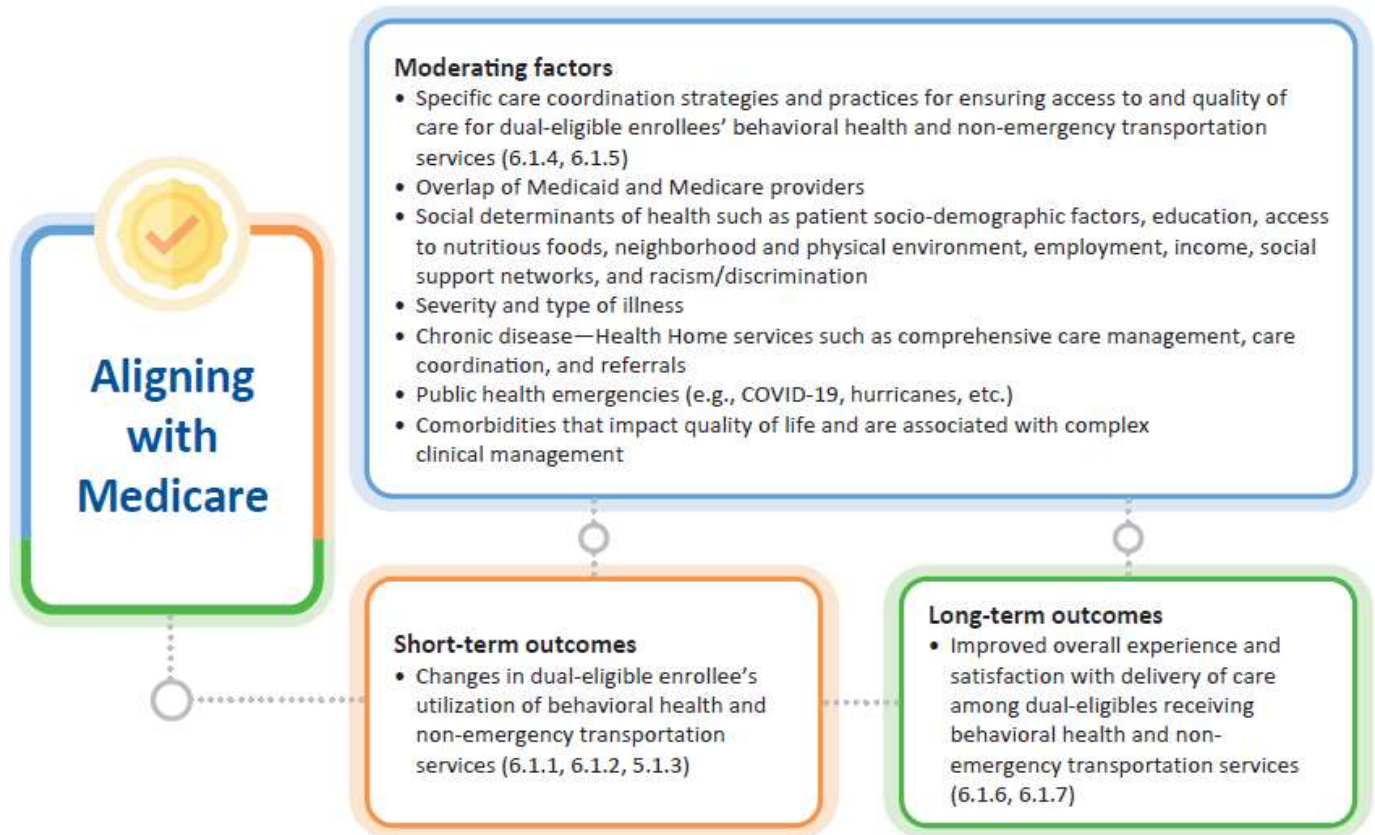 Aligning
with
Medicare
Moderating factors
• Specific care coordination strategies and practices for ensuring access to and quality of
care for dual-eligible enrollees’ behavioral health and non-emergency transportation
services (6.1.4, 6.1.5)
• Overlap of Medicaid and Medicare providers
• Social determinants of health such as patient socio-demographic factors, education, access
to nutritious foods, neighborhood and physical environment, employment, income, social
support networks, and racism/discrimination
• Severity and type of illness
• Chronic disease—Health Home services such as comprehensive care management, care
coordination, and referrals
• Public health emergencies (e.g., COVID-19, hurricanes, etc.)
• Comorbidities that impact quality of life and are associated with complex
clinical management
Short-term outcomes
• Changes in dual-eligible enrollee’s
utilization of behavioral health and
non-emergency transportation
services (6.1.1, 6.1.2, 5.1.3)
Long-term outcomes
• Improved overall experience and
satisfaction with delivery of care
among dual-eligibles receiving
behavioral health and non-
emergency transportation services
(6.1.6, 6.1.7)